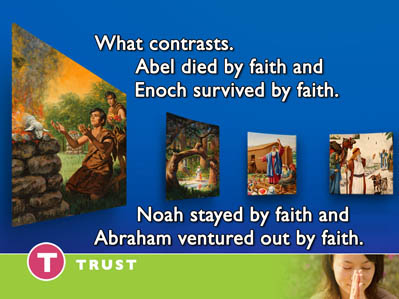 What contrasts.
Abel died by faith and
Enoch survived by faith.
Noah stayed by faith and
Abraham ventured out by faith.
T TRUST